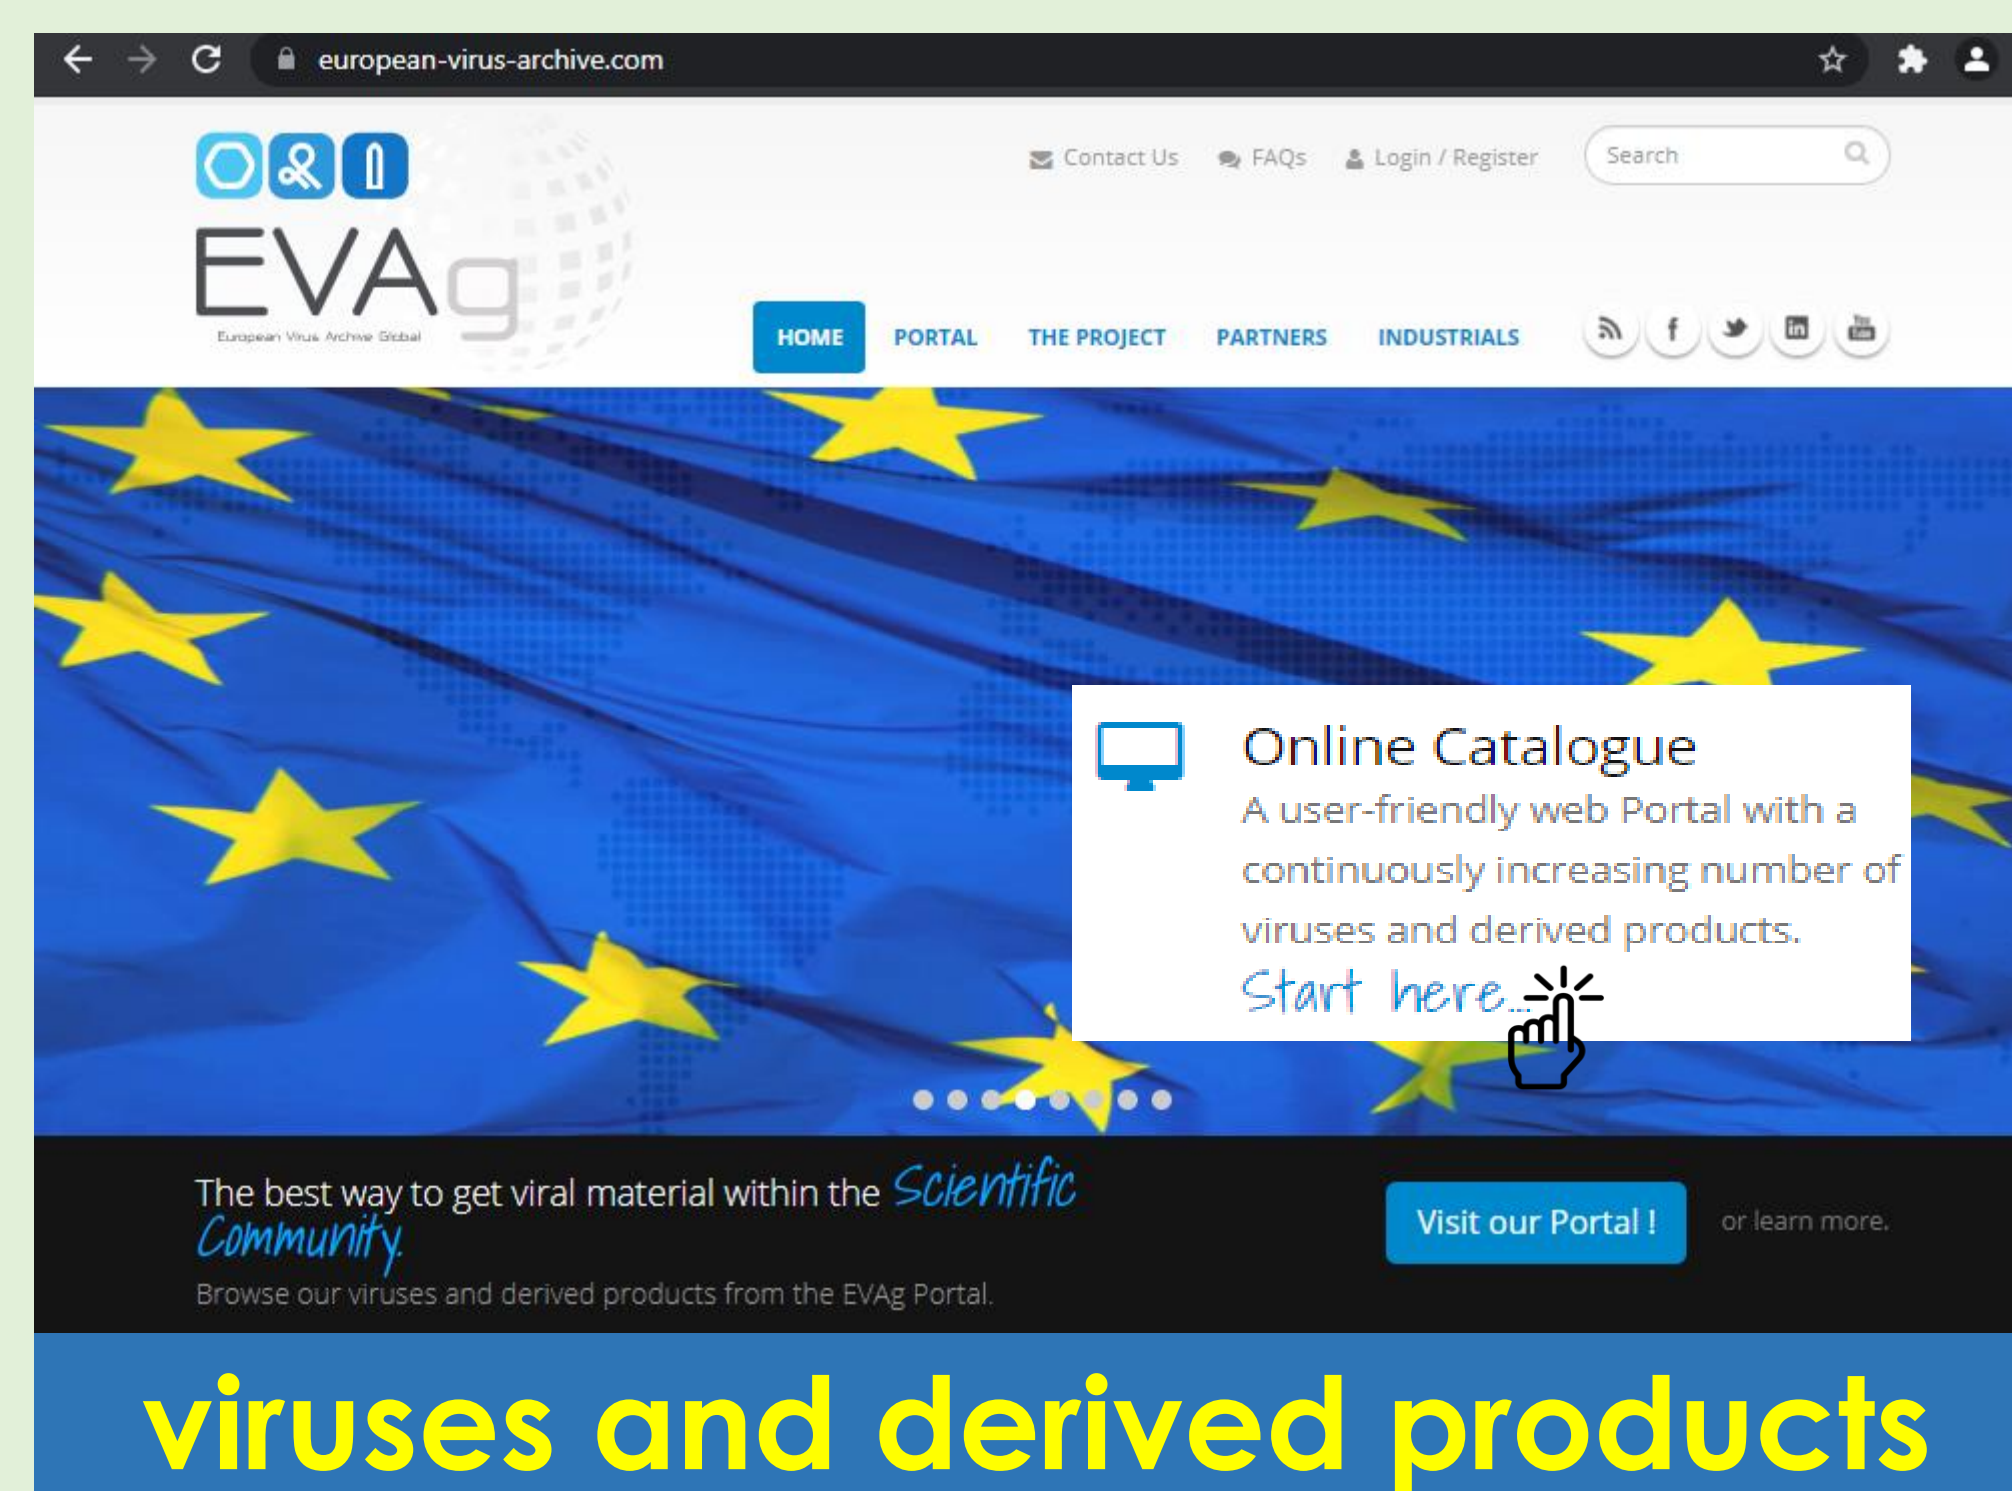 european-virus-archive.com
Contact Us
FAQs
Login / Register
Search
EVAg
European Virus Archive Global
HOME
PORTAL
THE PROJECT
PARTNERS
INDUSTRIALS
Online Catalogue
A user-friendly web Portal with a
continuously increasing number of
viruses and derived products.
Start here...
The best way to get viral material within the Scientific
Community.
Browse our viruses and derived products from the EVAg Portal.
Visit our Portal !
or learn more.
viruses and derived products